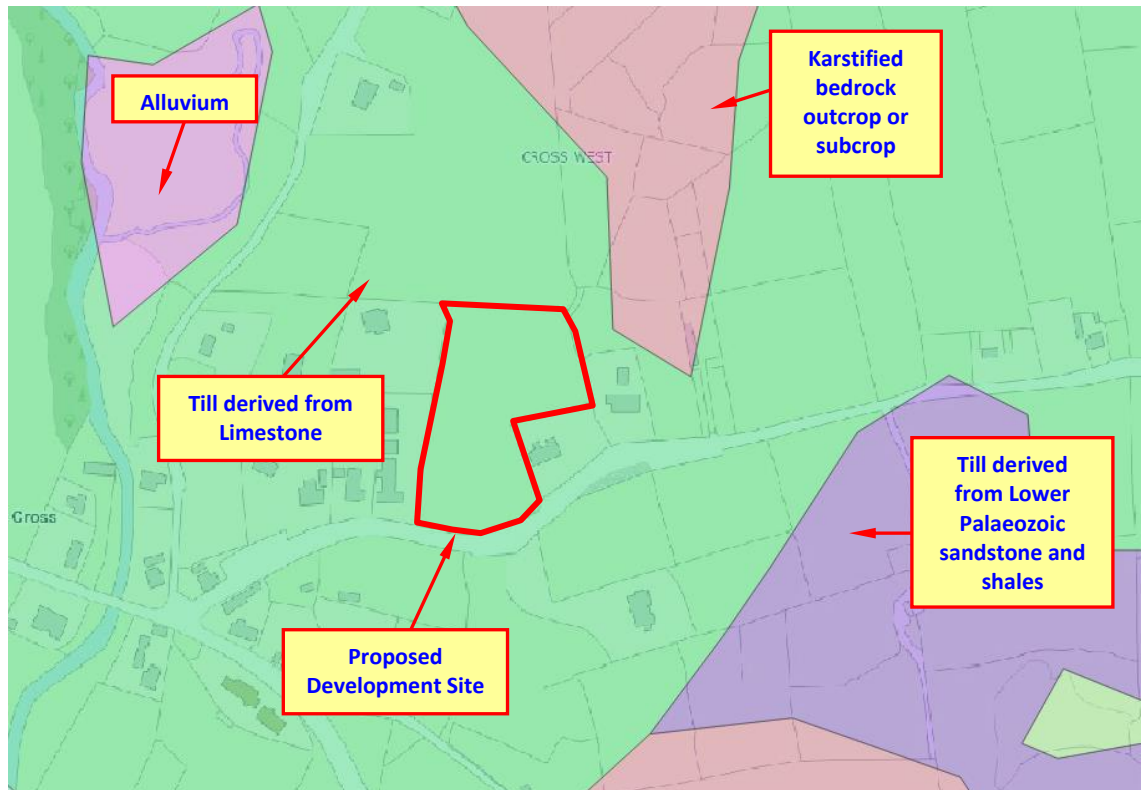 Alluvium
Karstified
bedrock
outcrop or
subcrop
CROSS WEST
Till derived from
Limestone
Till derived
from Lower
Palaeozoic
sandstone and
shales
Cross
Proposed
Development Site